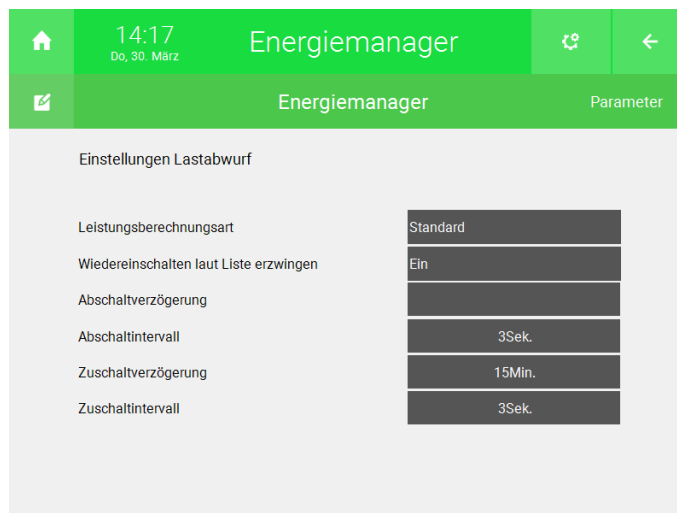 14:17
Do, 30. März
Energiemanager
Energiemanager
Parameter
Einstellungen Lastabwurf
Leistungsberechnungsart Standard
Wiedereinschalten laut Liste erzwingen Ein
Abschaltverzögerung
Abschaltintervall 3Sek.
Zuschaltverzögerung 15Min.
Zuschaltintervall 3Sek.